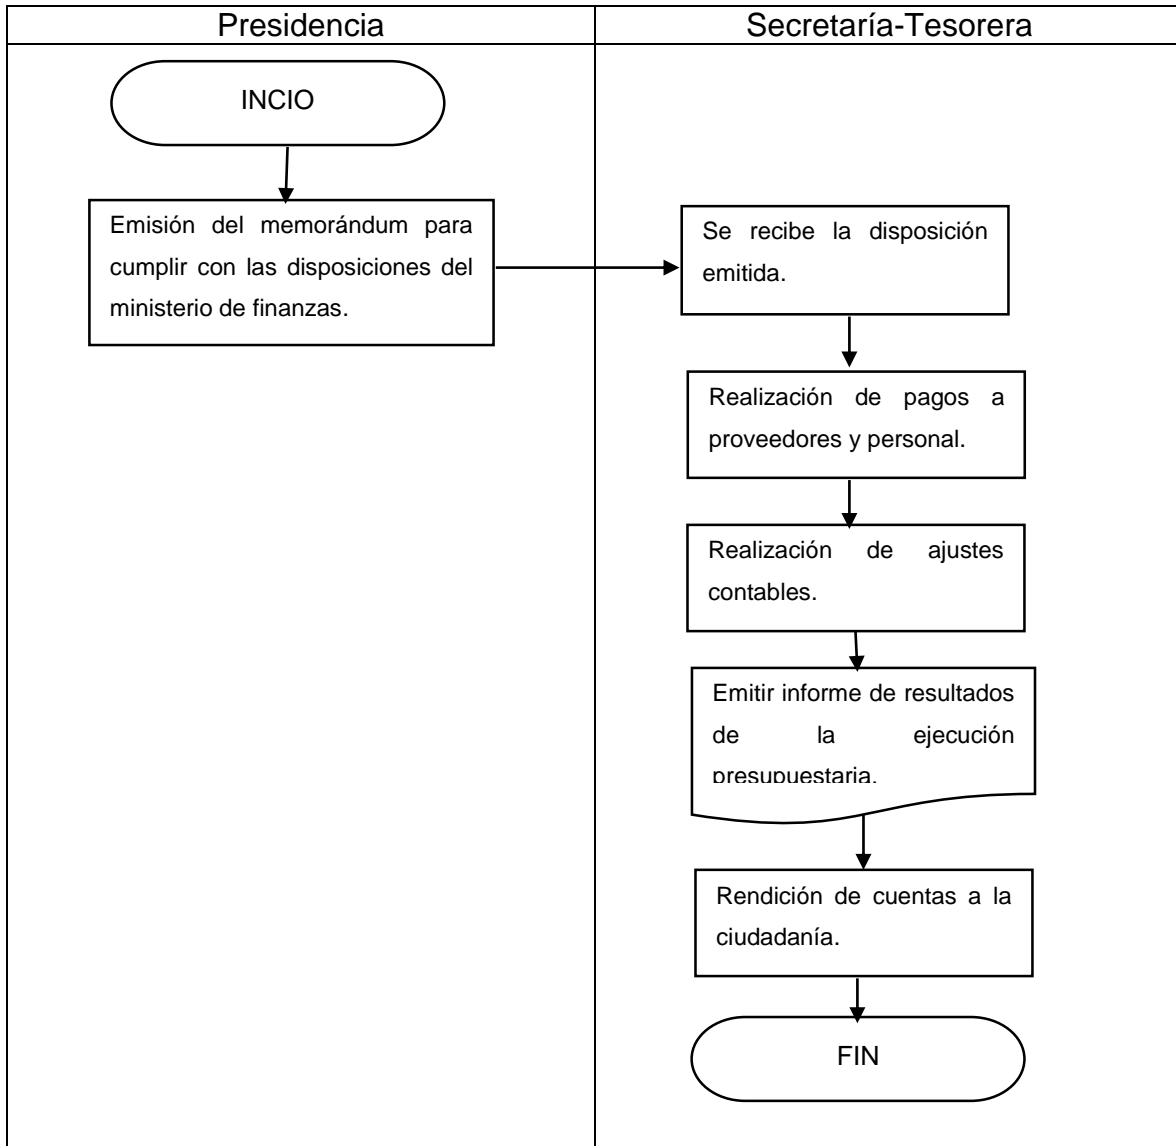 Presidencia
Secretaría-Tesorera
INCIO
Emisión del memorándum para
cumplir con las disposiciones del
ministerio de finanzas.
Se recibe la disposición
emitida.
Realización de pagos a
proveedores y personal.
Realización de ajustes
contables.
Emitir informe de resultados
de la ejecución
presupuestaria.
Rendición de cuentas a la
ciudadanía.
FIN